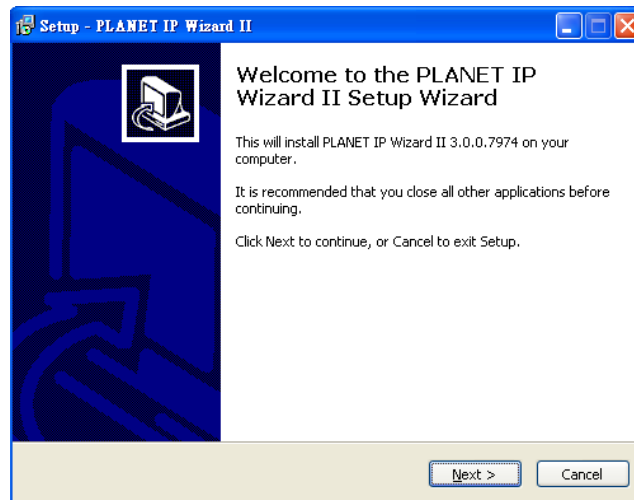 Setup - PLANET IP Wizard II
Welcome to the PLANET IP
Wizard II Setup Wizard
This will install PLANET IP Wizard II 3.0.0.7974 on your
computer.
It is recommended that you close all other applications before
continuing.
Click Next to continue, or Cancel to exit Setup.
Next >
Cancel